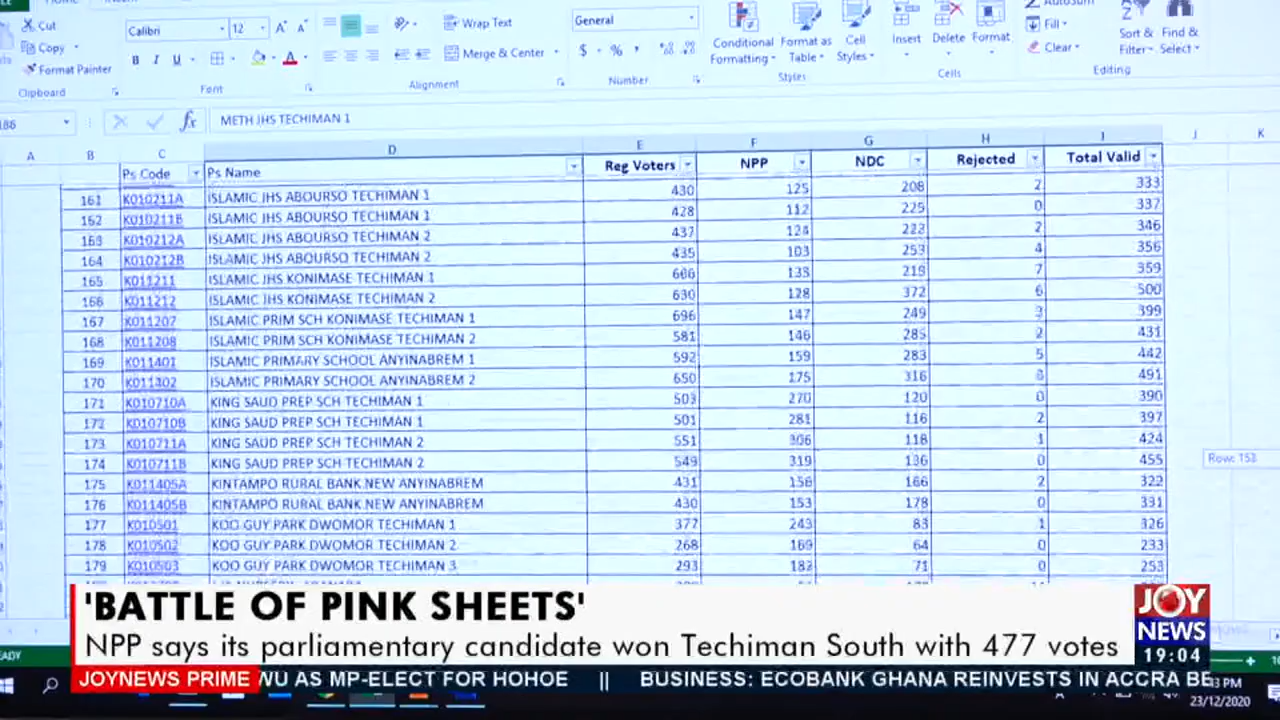 Cut
Copy
Format Painter
Clipboard
Calibri 12 A A
B I U A
Font
Wrap Text
Merge & Center
Alignment
General
$ % ,
Number
Conditional Formatting
Format as Table
Cell Styles
Styles
Insert Delete Format
Cells
Fill
Clear
Sort & Filter
Find & Select
Editing
fx METH JHS TECHIMAN 1
A B C D E F G H I J K
Ps Code Ps Name Reg Voters NPP NDC Rejected Total Valid
161 K010211A ISLAMIC JHS ABOURSO TECHIMAN 1 430 125 208 2 333
162 K010211B ISLAMIC JHS ABOURSO TECHIMAN 1 428 112 225 0 337
163 K010212A ISLAMIC JHS ABOURSO TECHIMAN 2 437 124 222 2 346
164 K010212B ISLAMIC JHS ABOURSO TECHIMAN 2 435 103 253 4 356
165 K011211 ISLAMIC JHS KONIMASE TECHIMAN 1 133 7 359
166 K011212 ISLAMIC JHS KONIMASE TECHIMAN 2 630 128 372 6 500
167 K011207 ISLAMIC PRIM SCH KONIMASE TECHIMAN 1 696 147 249 3 399
168 K011208 ISLAMIC PRIM SCH KONIMASE TECHIMAN 2 581 146 285 2 431
169 K011401 ISLAMIC PRIMARY SCHOOL ANYINABREM 1 592 159 283 5 442
170 K011402 ISLAMIC PRIMARY SCHOOL ANYINABREM 2 650 175 316 491
171 K010710A KING SAUD PREP SCH TECHIMAN 1 503 270 120 0 390
172 K010710B KING SAUD PREP SCH TECHIMAN 1 501 281 116 2 397
173 K010711A KING SAUD PREP SCH TECHIMAN 2 551 306 118 1 424
174 K010711B KING SAUD PREP SCH TECHIMAN 2 549 319 136 0 455
175 K011405A KINTAMPO RURAL BANK NEW ANYINABREM 431 156 166 2 322
176 K011405B KINTAMPO RURAL BANK NEW ANYINABREM 430 153 178 0 331
177 K010501 KOO GUY PARK DWOMOR TECHIMAN 1 377 243 83 1 326
178 K010502 KOO GUY PARK DWOMOR TECHIMAN 2 268 169 64 0 233
179 K010503 KOO GUY PARK DWOMOR TECHIMAN 3 293 182 71 0 253
Row: 153
'BATTLE OF PINK SHEETS'
NPP says its parliamentary candidate won Techiman South with 477 votes
JOY
NEWS
19:04
JOYNEWS PRIME WU AS MP-ELECT FOR HOHOE || BUSINESS: ECOBANK GHANA REINVESTS IN ACCRA BE
PM
23/12/2020